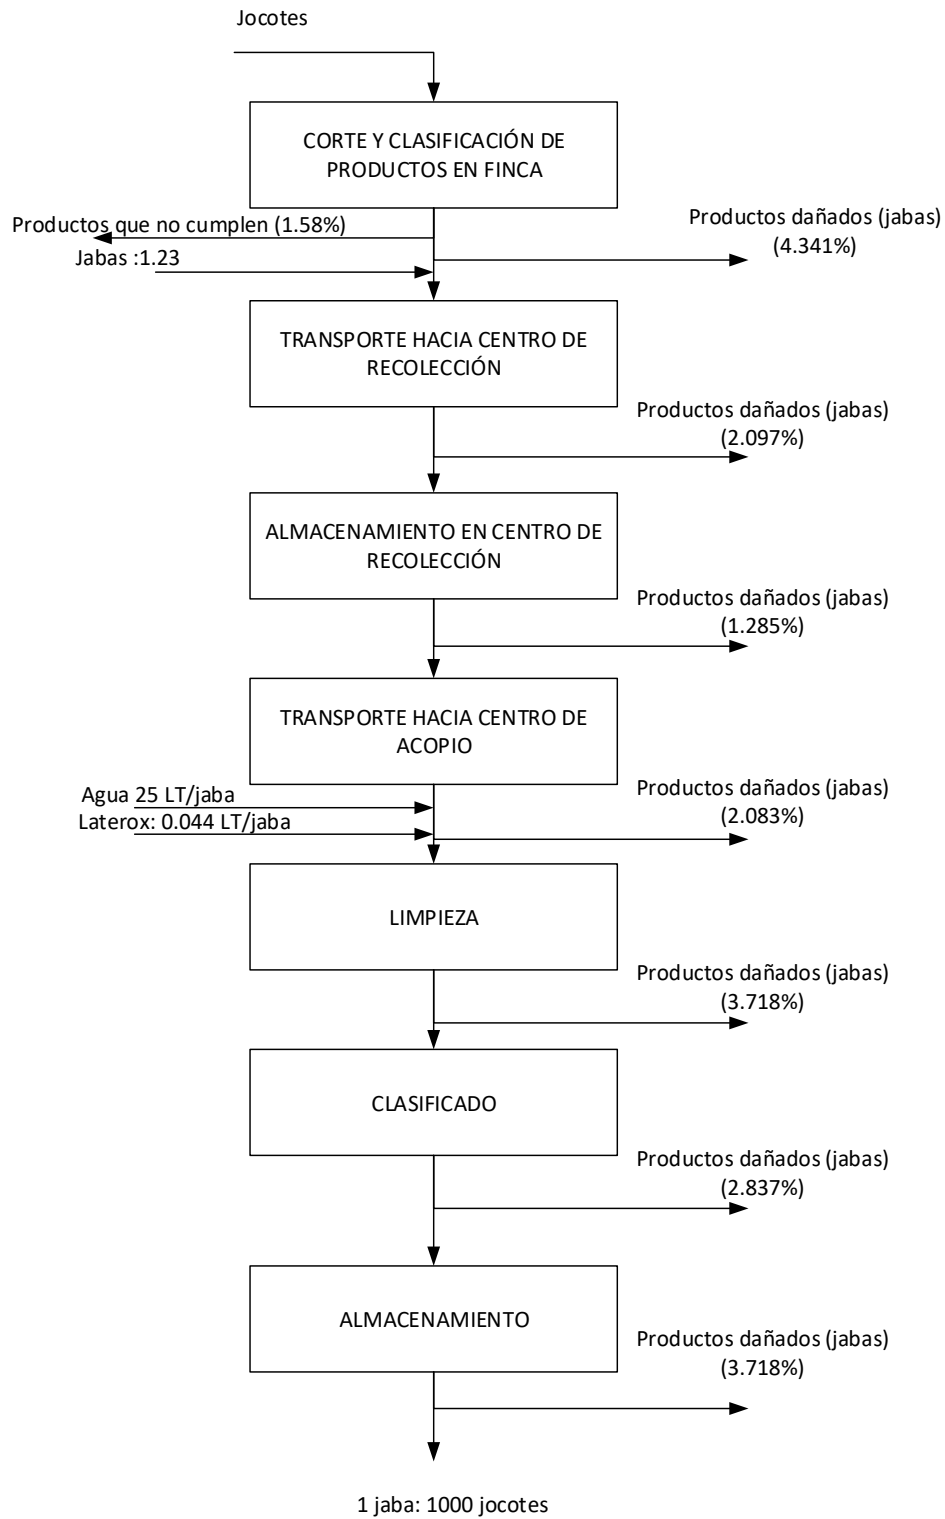 Jocotes
CORTE Y CLASIFICACIÓN DE
PRODUCTOS EN FINCA
Productos que no cumplen (1.58%)
Productos dañados (jabas)
(4.341%)
Jabas :1.23
TRANSPORTE HACIA CENTRO DE
RECOLECCIÓN
Productos dañados (jabas)
(2.097%)
ALMACENAMIENTO EN CENTRO DE
RECOLECCIÓN
Productos dañados (jabas)
(1.285%)
TRANSPORTE HACIA CENTRO DE
ACOPIO
Agua 25 LT/jaba
Laterox: 0.044 LT/jaba
Productos dañados (jabas)
(2.083%)
LIMPIEZA
Productos dañados (jabas)
(3.718%)
CLASIFICADO
Productos dañados (jabas)
(2.837%)
ALMACENAMIENTO
Productos dañados (jabas)
(3.718%)
1 jaba: 1000 jocotes